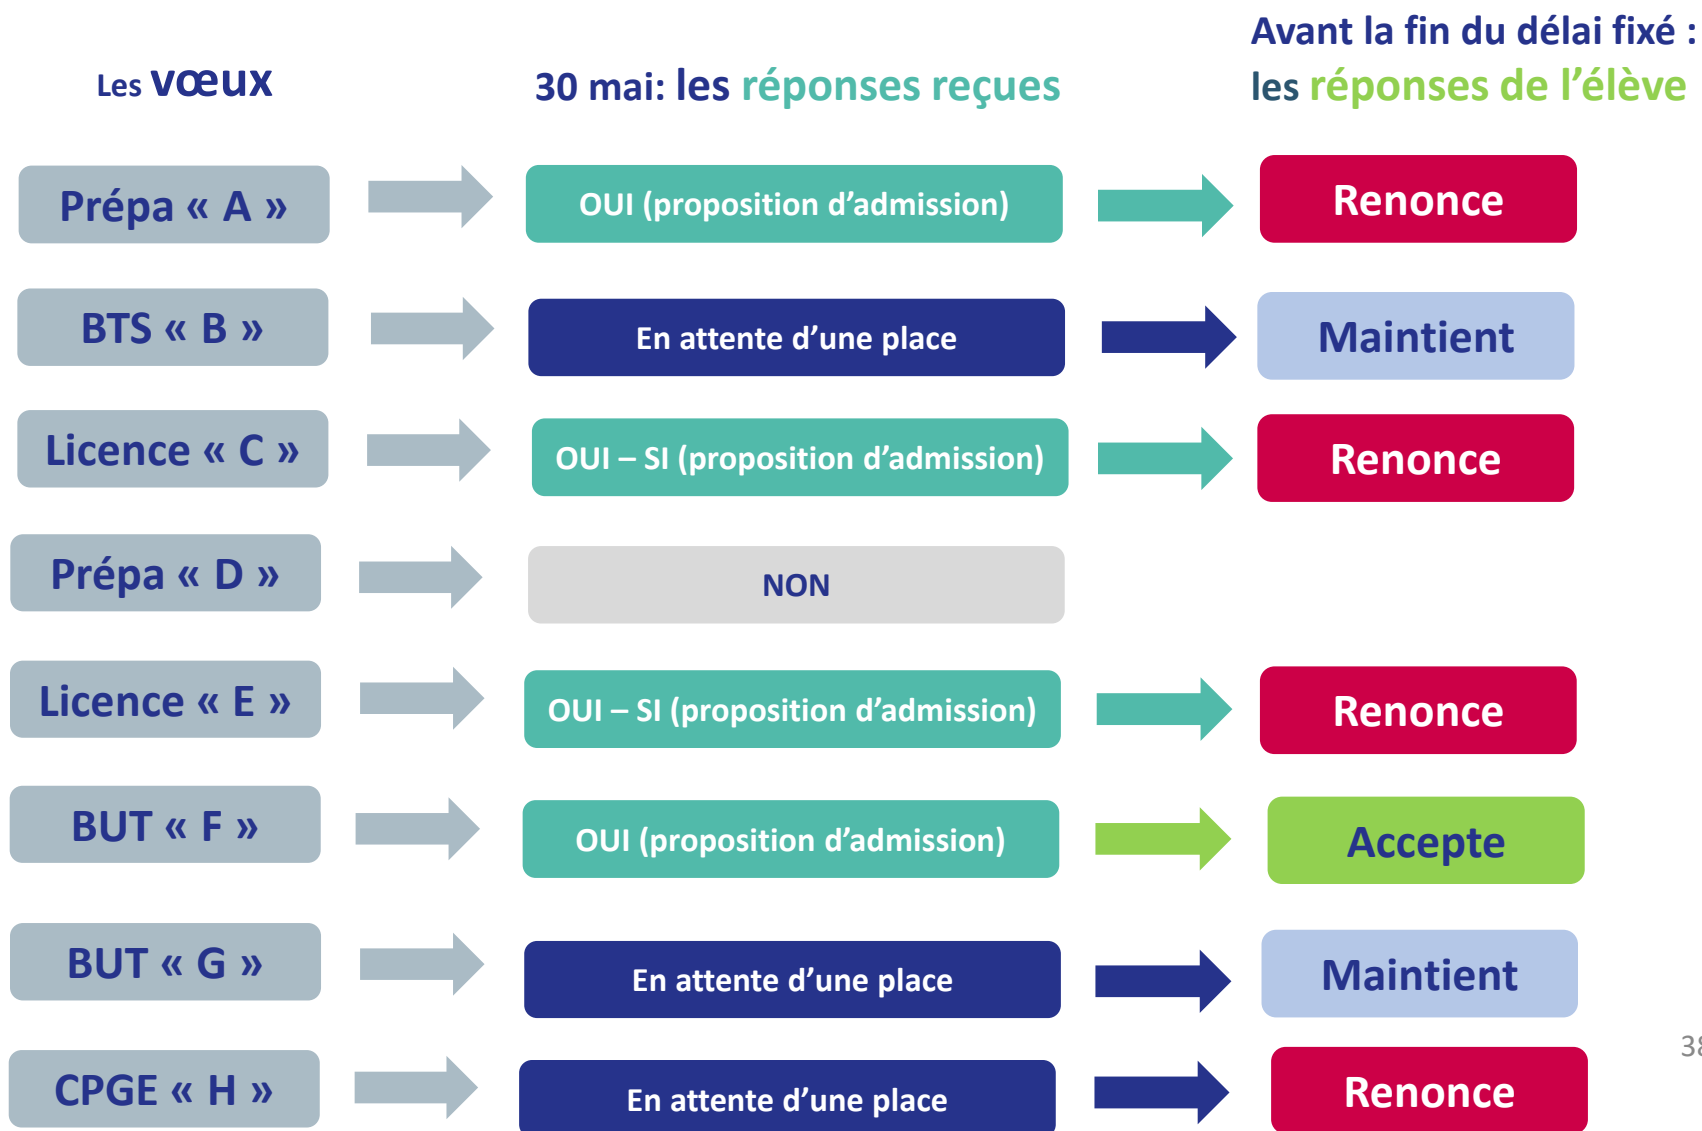 Les vœux
30 mai: les réponses reçues
Avant la fin du délai fixé :
les réponses de l’élève
Prépa « A »
OUI (proposition d’admission)
Renonce
BTS « B »
En attente d’une place
Maintient
Licence « C »
OUI – SI (proposition d’admission)
Renonce
Prépa « D »
NON
Licence « E »
OUI – SI (proposition d’admission)
Renonce
BUT « F »
OUI (proposition d’admission)
Accepte
BUT « G »
En attente d’une place
Maintient
38
CPGE « H »
En attente d’une place
Renonce